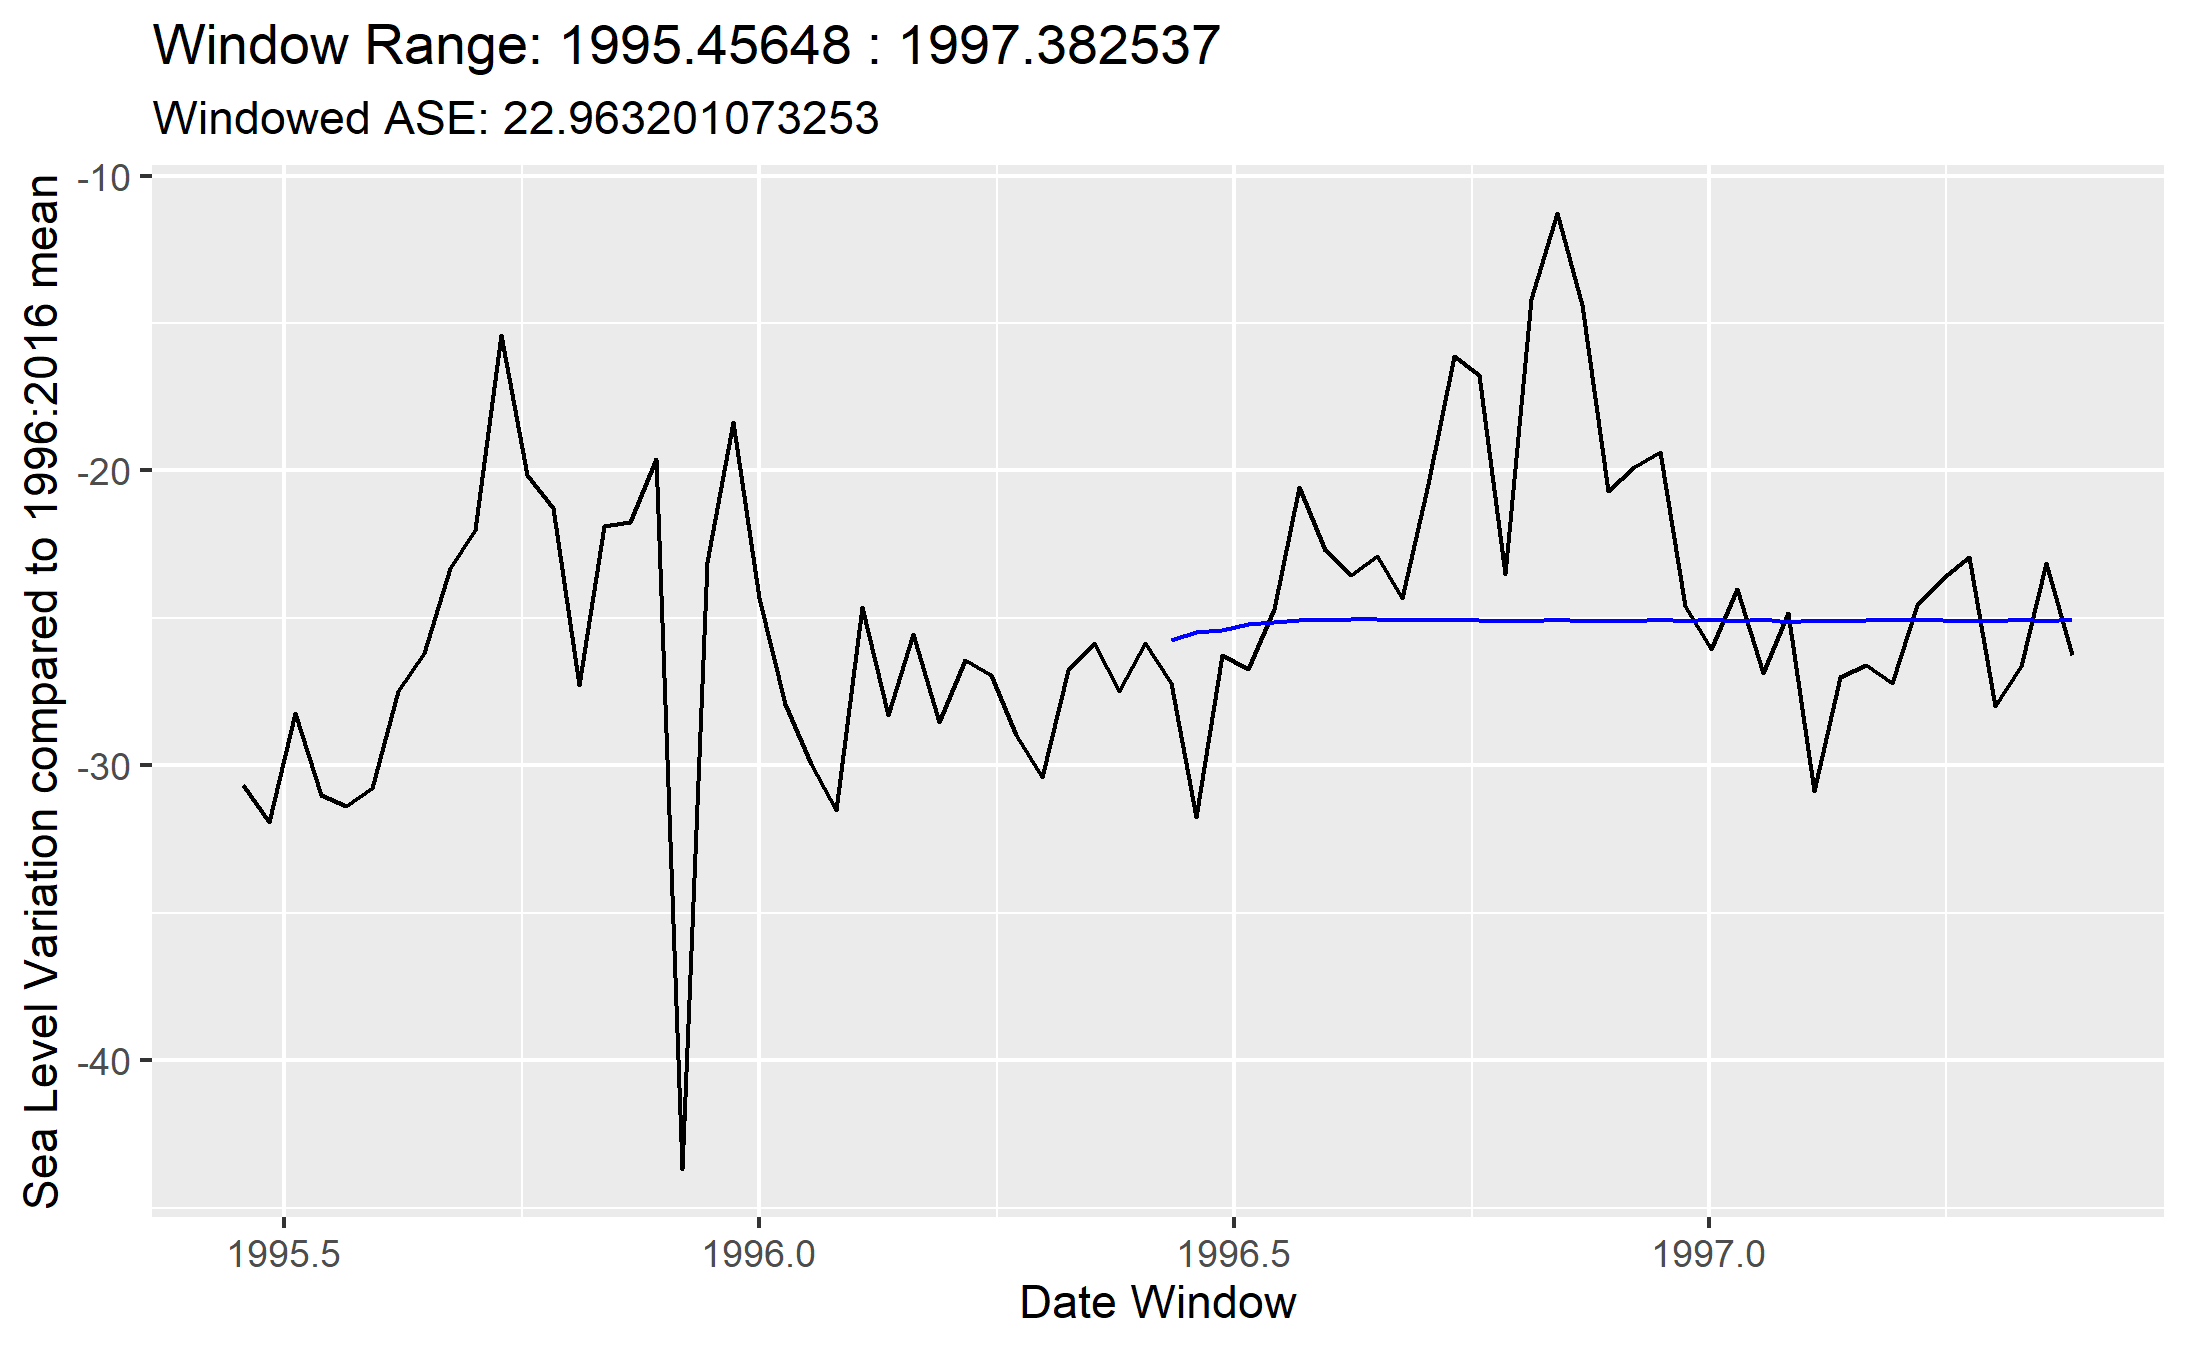 Window Range: 1995.45648 : 1997.382537
Windowed ASE: 22.963201073253
Sea Level Variation compared to 1996:2016 mean
-10
-20
-30
-40
1995.5
1996.0
1996.5
1997.0
Date Window